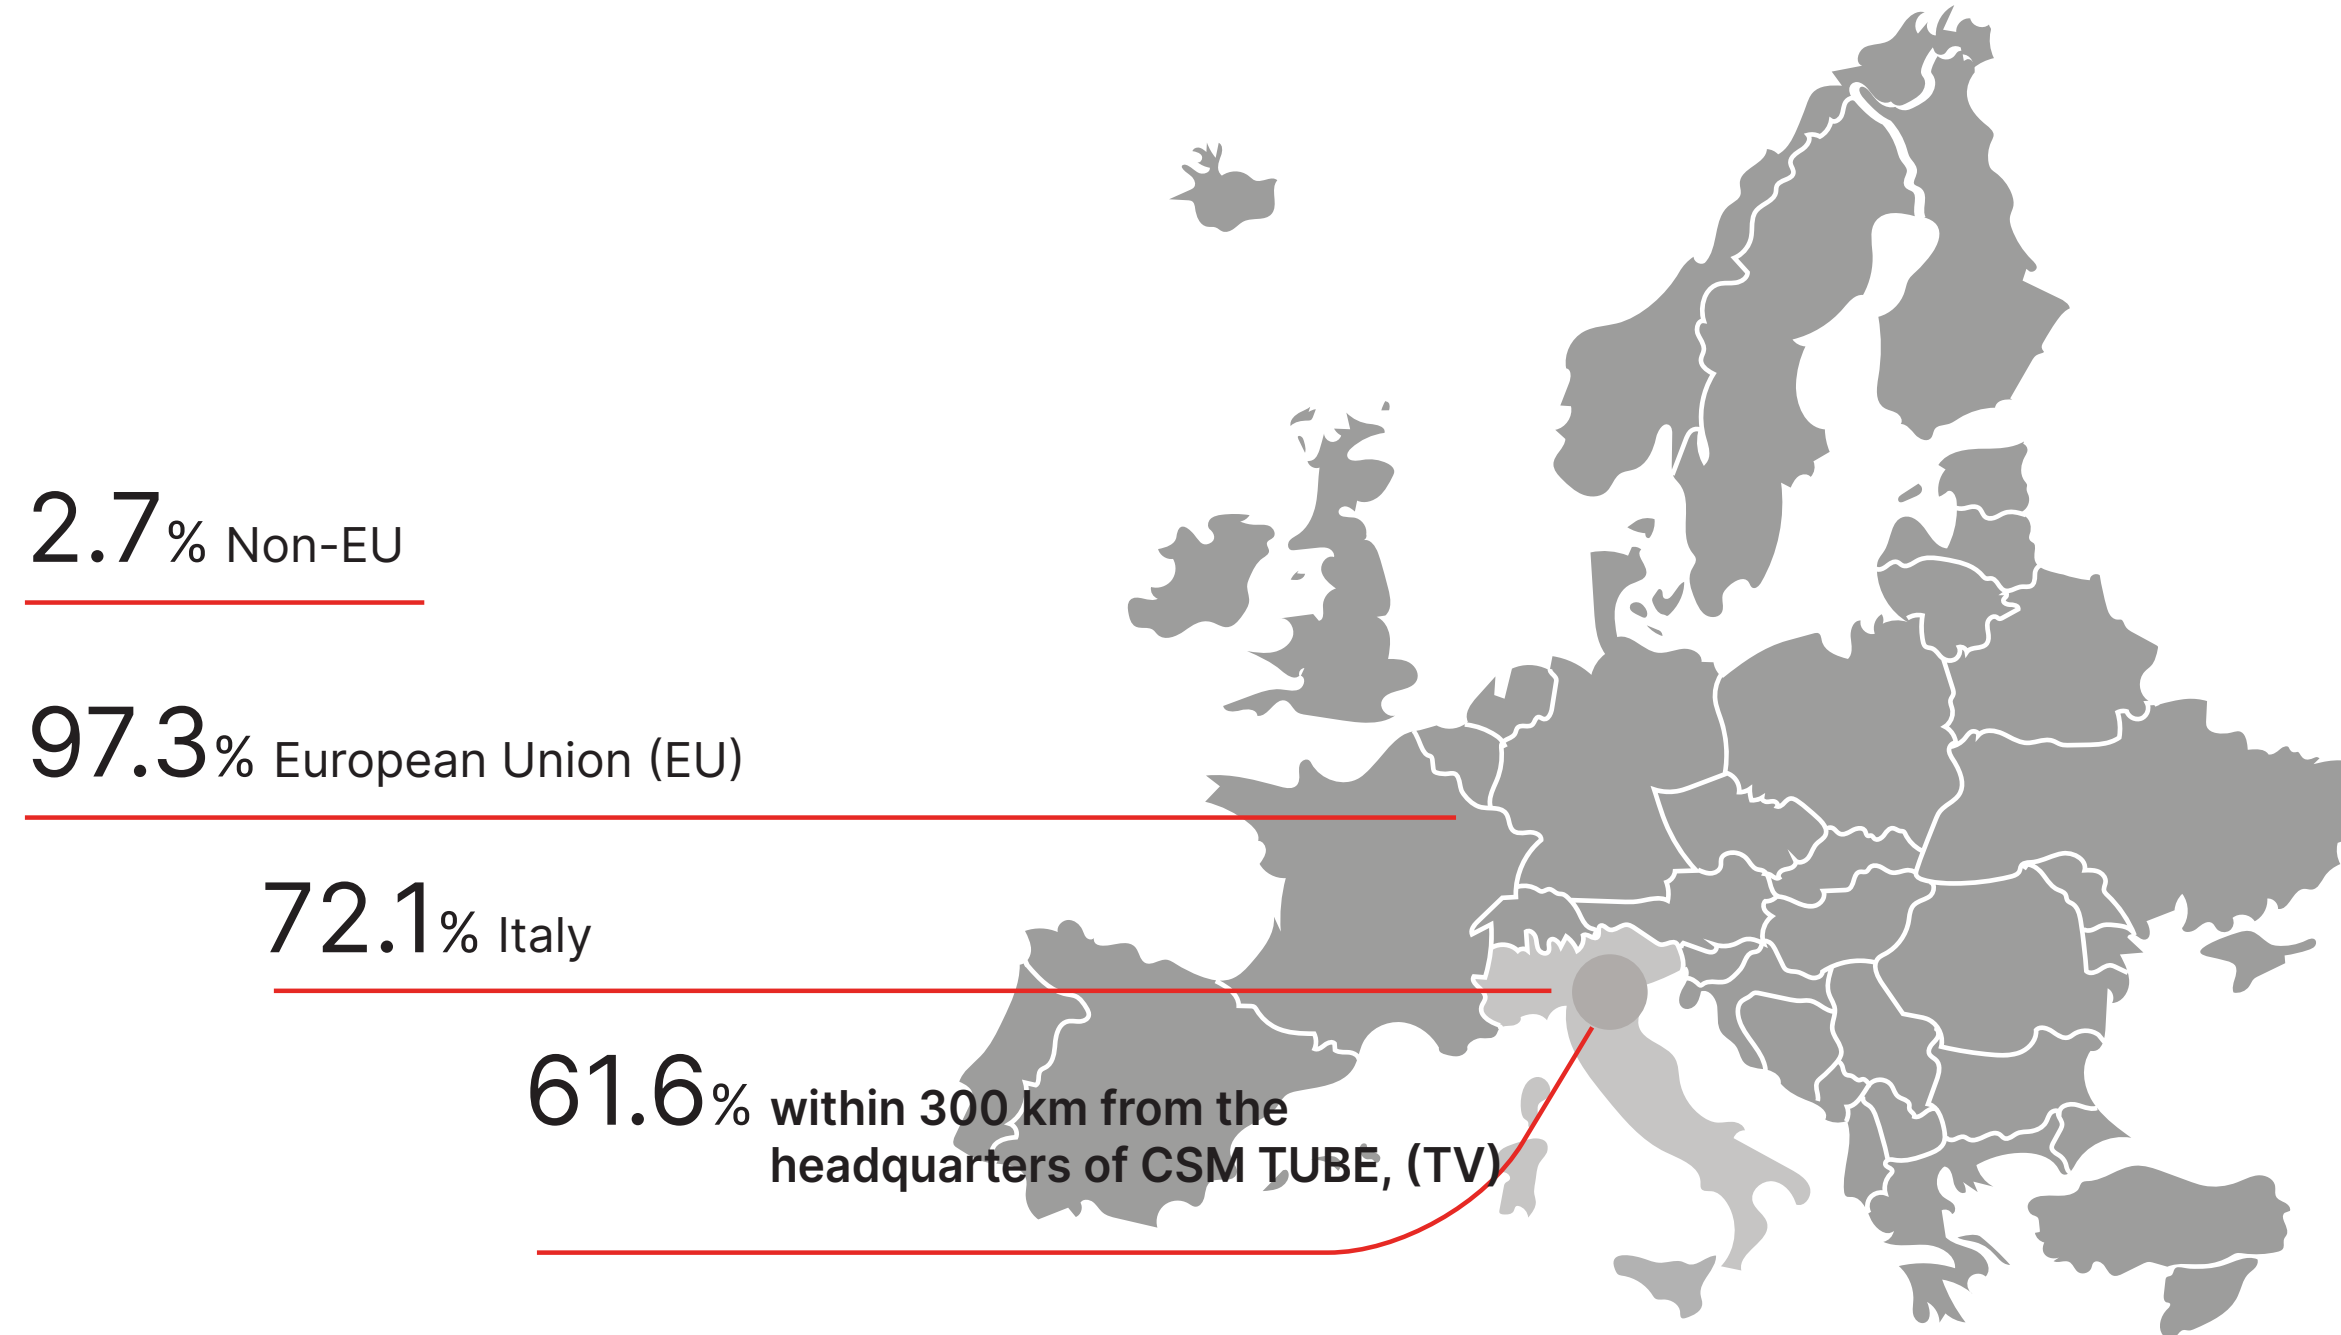 2.7% Non-EU
97.3% European Union (EU)
72.1% Italy
61.6% within 300 km from the
headquarters of CSM TUBE, (TV)